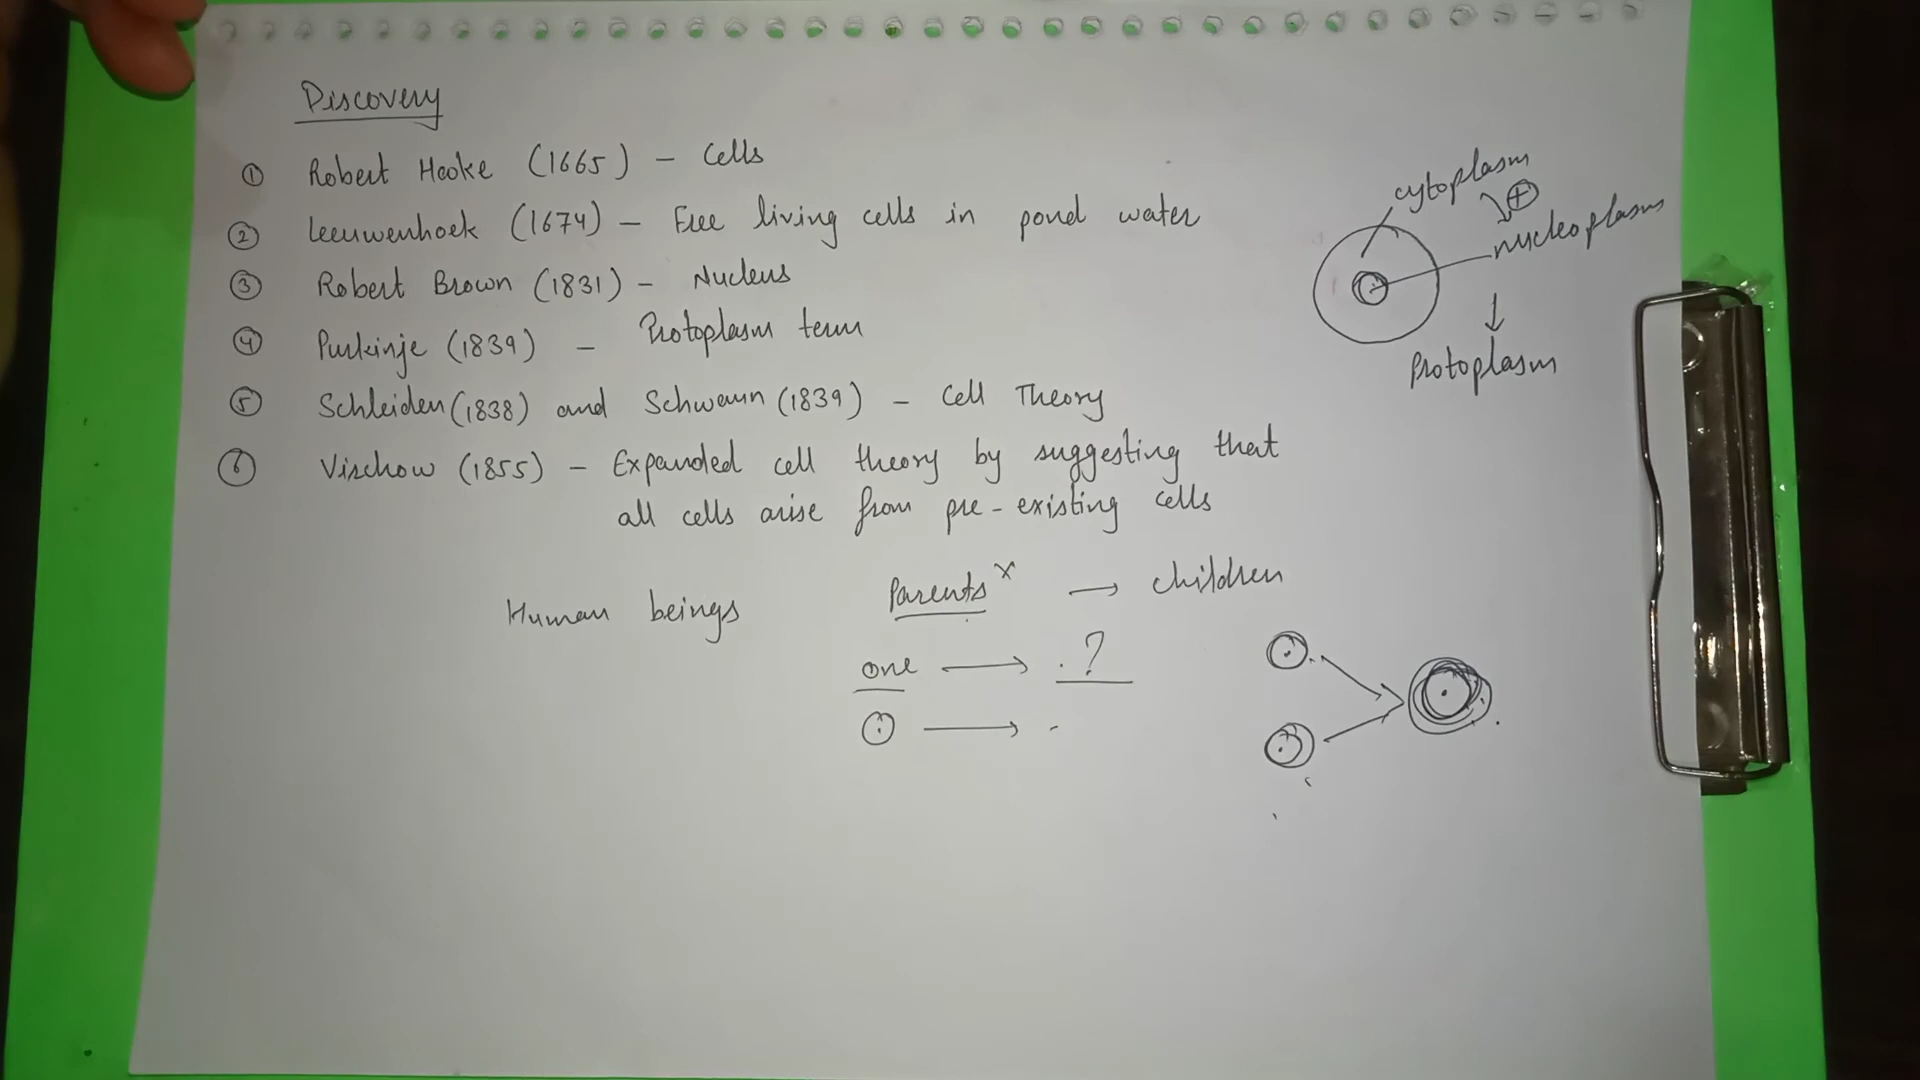 Discovery
① Robert Hooke (1665) - Cells
② Leeuwenhoek (1674) - Free living cells in pond water
③ Robert Brown (1831) - Nucleus
④ Purkinje (1839) - Protoplasm term
⑤ Schleiden (1838) and Schwann (1839) - Cell Theory
⑥ Virchow (1855) - Expanded cell theory by suggesting that
all cells arise from pre-existing cells
cytoplasm
+
nucleoplasm
↓
Protoplasm
Human beings Parents x → children
one → ?